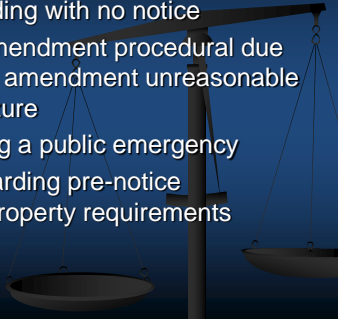 ding with no notice
mendment procedural due
amendment unreasonable
ure
g a public emergency
arding pre-notice
roperty requirements